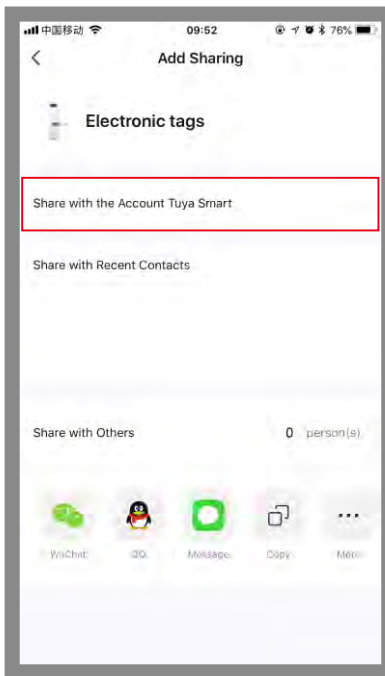 中国移动 09:52 76%
Add Sharing
Electronic tags
Share with the Account Tuya Smart
Share with Recent Contacts
Share with Others 0 person(s)
WeChat QQ Message Copy More